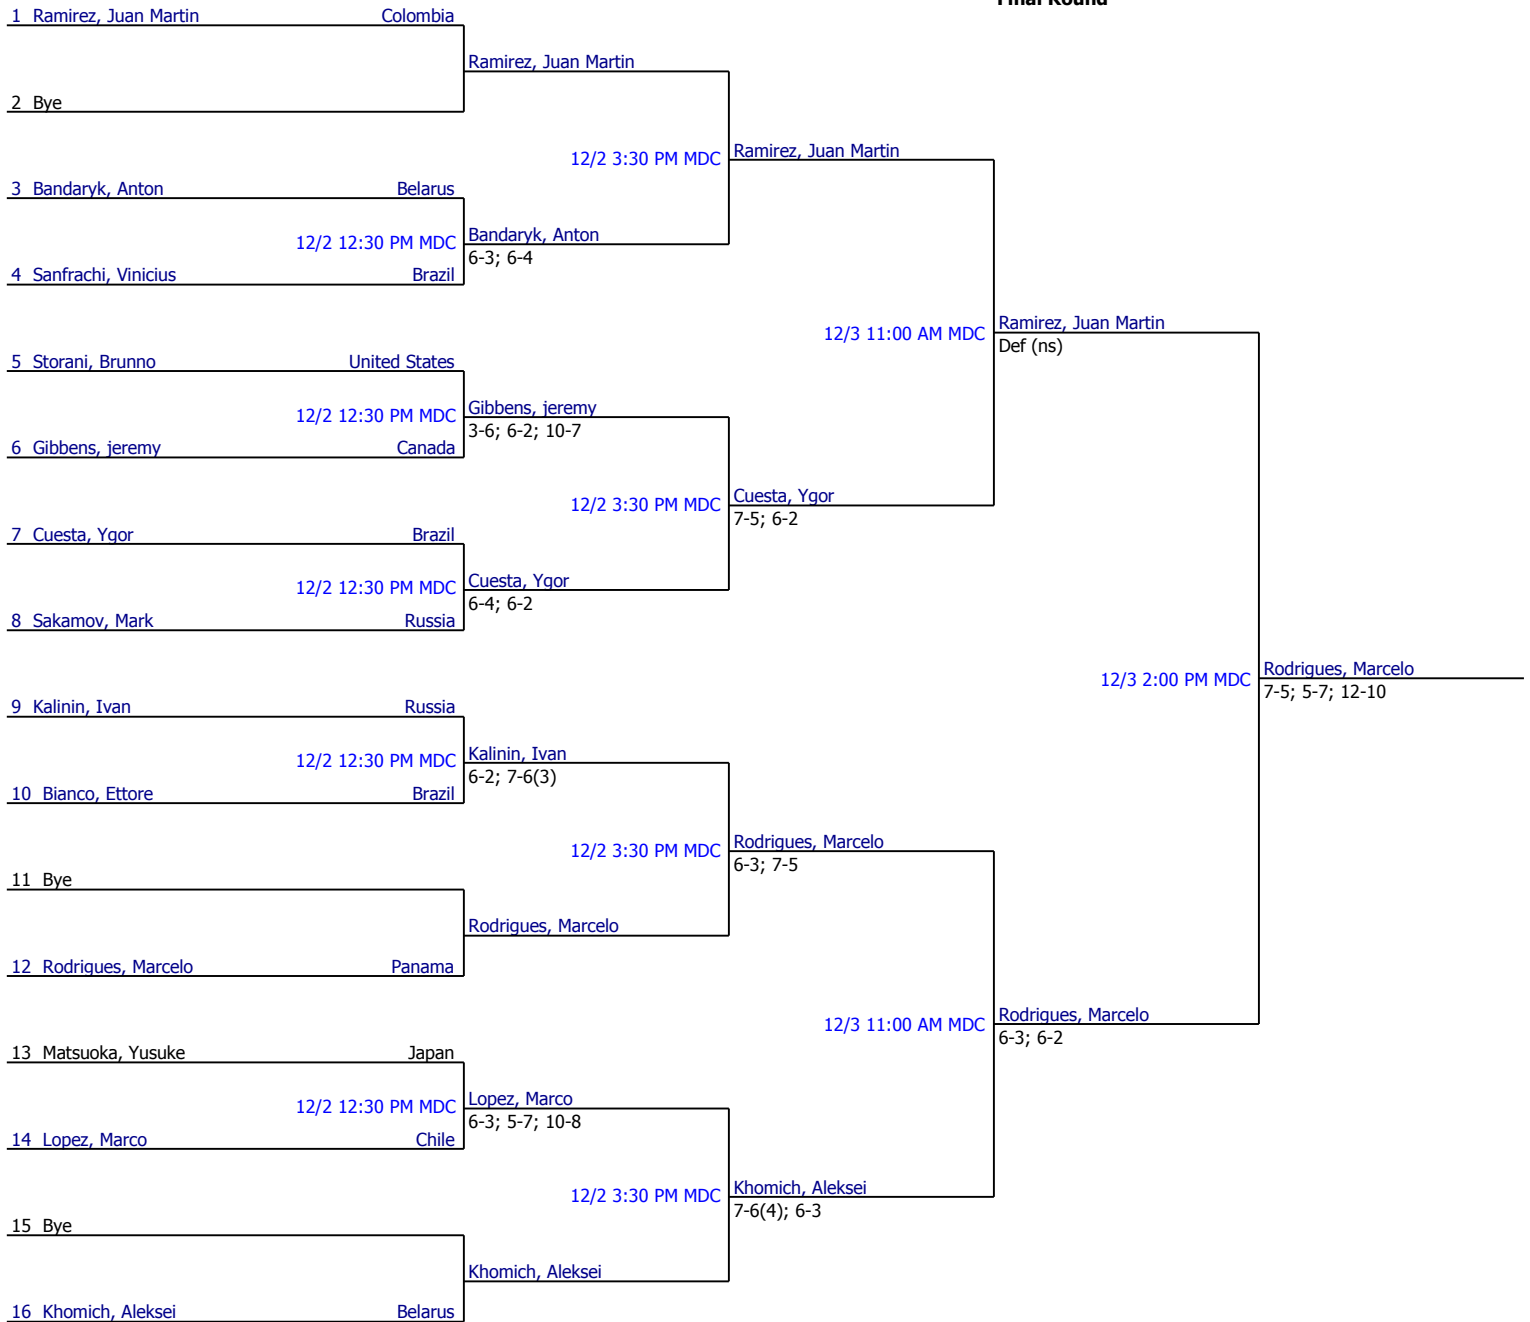 Final Round
1 Ramirez, Juan Martin Colombia
Ramirez, Juan Martin
2 Bye
12/2 3:30 PM MDC Ramirez, Juan Martin
3 Bandaryk, Anton Belarus
12/2 12:30 PM MDC Bandaryk, Anton
6-3; 6-4
4 Sanfrachi, Vinicius Brazil
12/3 11:00 AM MDC Ramirez, Juan Martin
Def (ns)
5 Storani, Brunno United States
12/2 12:30 PM MDC Gibbens, jeremy
3-6; 6-2; 10-7
6 Gibbens, jeremy Canada
12/2 3:30 PM MDC Cuesta, Ygor
7-5; 6-2
7 Cuesta, Ygor Brazil
12/2 12:30 PM MDC Cuesta, Ygor
6-4; 6-2
8 Sakamov, Mark Russia
12/3 2:00 PM MDC Rodrigues, Marcelo
7-5; 5-7; 12-10
9 Kalinin, Ivan Russia
12/2 12:30 PM MDC Kalinin, Ivan
6-2; 7-6(3)
10 Bianco, Ettore Brazil
12/2 3:30 PM MDC Rodrigues, Marcelo
6-3; 7-5
11 Bye
Rodrigues, Marcelo
12 Rodrigues, Marcelo Panama
12/3 11:00 AM MDC Rodrigues, Marcelo
6-3; 6-2
13 Matsuoka, Yusuke Japan
12/2 12:30 PM MDC Lopez, Marco
6-3; 5-7; 10-8
14 Lopez, Marco Chile
12/2 3:30 PM MDC Khomich, Aleksei
7-6(4); 6-3
15 Bye
Khomich, Aleksei
16 Khomich, Aleksei Belarus